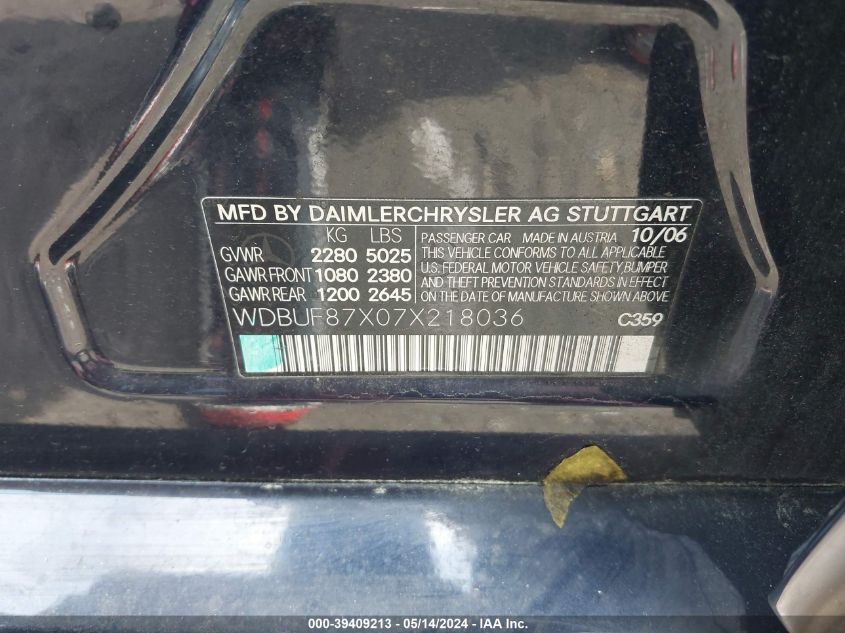 MFD BY DAIMLERCHRYSLER AG STUTTGART
KG LBS
GVWR 2280 5025
GAWR FRONT 1080 2380
GAWR REAR 1200 2645
PASSENGER CAR MADE IN AUSTRIA 10/06
THIS VEHICLE CONFORMS TO ALL APPLICABLE
U.S. FEDERAL MOTOR VEHICLE SAFETY, BUMPER
AND THEFT PREVENTION STANDARDS IN EFFECT
ON DATE OF MANUFACTURE SHOWN ABOVE
WDBUF87X07X218036 C359
000-39409213 - 05/14/2024 - IAA Inc.